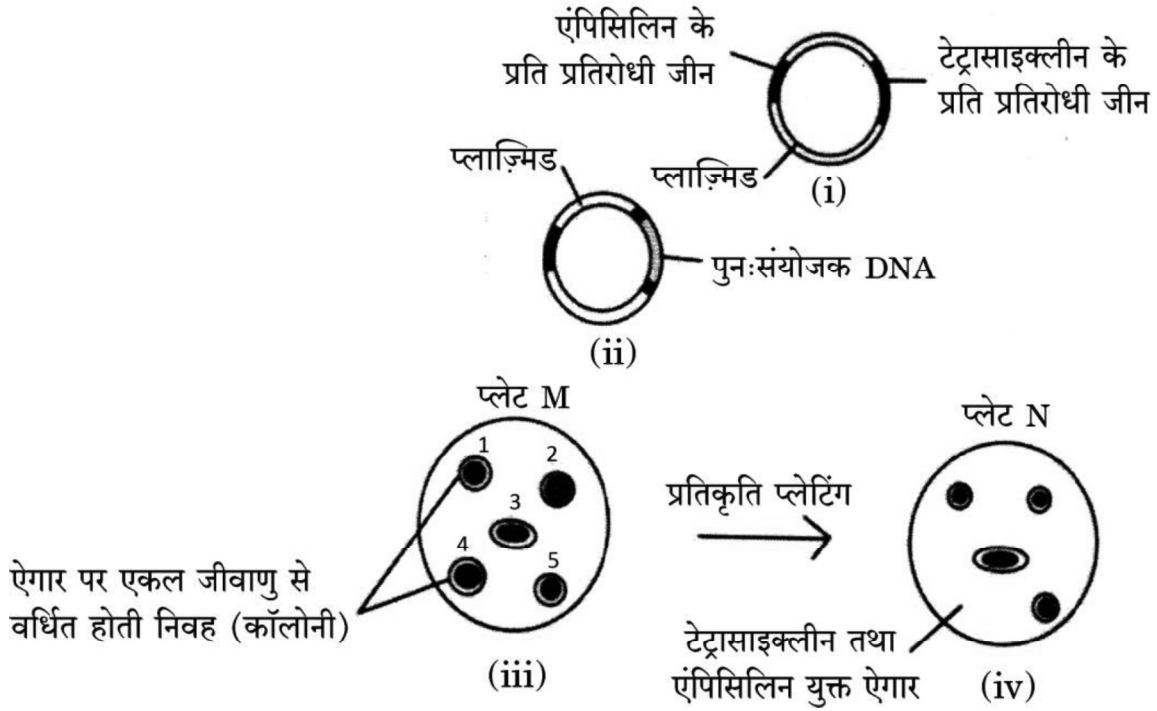 एंपिसिलिन के
प्रति प्रतिरोधी जीन
टेट्रासाइक्लीन के
प्रति प्रतिरोधी जीन
प्लाज़्मिड
प्लाज़्मिड
(i)
पुनःसंयोजक DNA
(ii)
प्लेट M
प्लेट N
1
2
3
4
5
प्रतिकृति प्लेटिंग
ऐगार पर एकल जीवाणु से
वर्धित होती निवह (कॉलोनी)
(iii)
टेट्रासाइक्लीन तथा
एंपिसिलिन युक्त ऐगार
(iv)